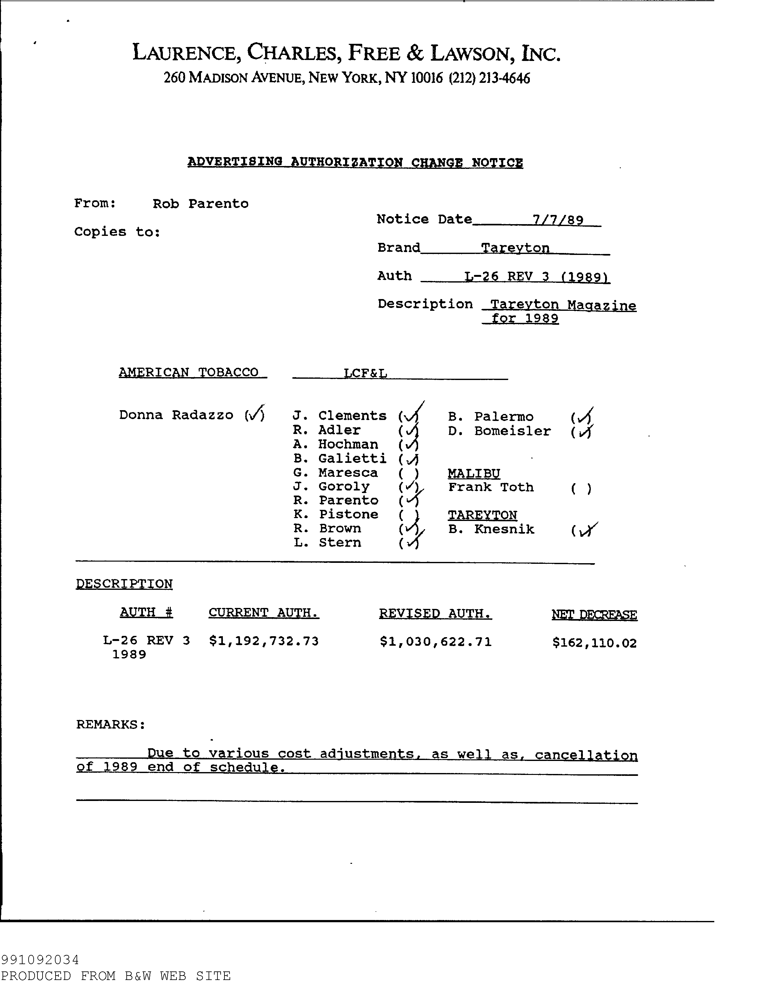 LAURENCE, CHARLES, FREE & LAWSON, INC.
260 MADISON AVENUE, NEW YORK, NY 10016 (212) 213-4646
ADVERTISING AUTHORIZATION CHANGE NOTICE
From: Rob Parento
Copies to:
Notice Date 7/7/89
Brand Tareyton
Auth L-26 REV 3 (1989)
Description Tareyton Magazine
for 1989
AMERICAN TOBACCO LCF&L
Donna Radazzo (✓) J. Clements (✓) B. Palermo (✓)
R. Adler (✓) D. Bomeisler (✓)
A. Hochman (✓)
B. Galietti (✓)
G. Maresca ( ) MALIBU
J. Goroly (✓) Frank Toth ( )
R. Parento (✓)
K. Pistone ( ) TAREYTON
R. Brown (✓) B. Knesnik (✓)
L. Stern (✓)
DESCRIPTION
AUTH # CURRENT AUTH. REVISED AUTH. NET DECREASE
L-26 REV 3 $1,192,732.73 $1,030,622.71 $162,110.02
1989
REMARKS:
Due to various cost adjustments, as well as, cancellation
of 1989 end of schedule.
991092034
PRODUCED FROM B&W WEB SITE